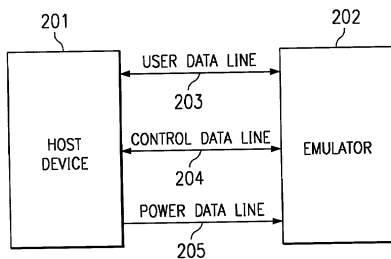 201
202
USER DATA LINE
203
HOST
DEVICE
CONTROL DATA LINE
EMULATOR
204
POWER DATA LINE
205